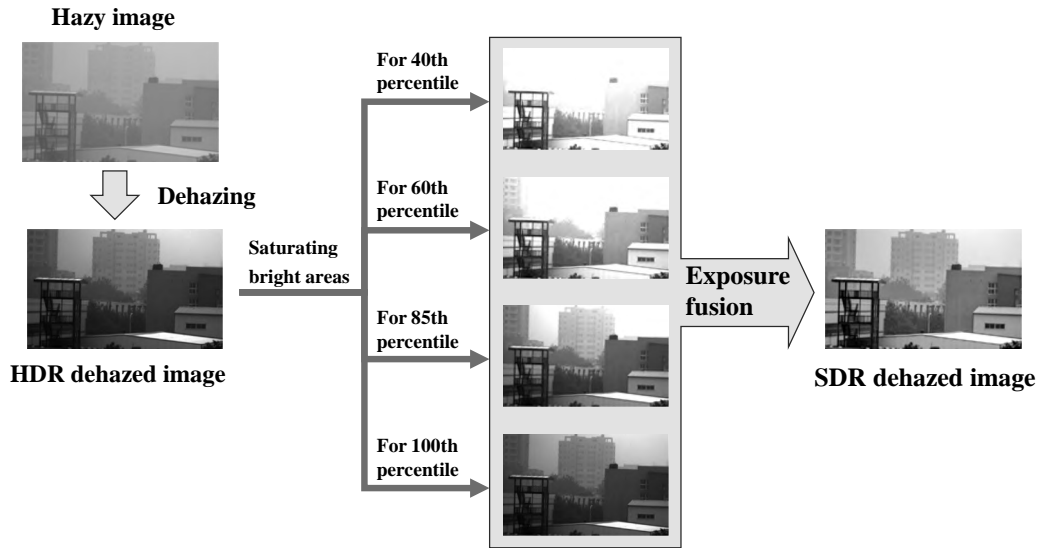 Hazy image
Dehazing
HDR dehazed image
Saturating
bright areas
For 40th
percentile
For 60th
percentile
For 85th
percentile
For 100th
percentile
Exposure
fusion
SDR dehazed image